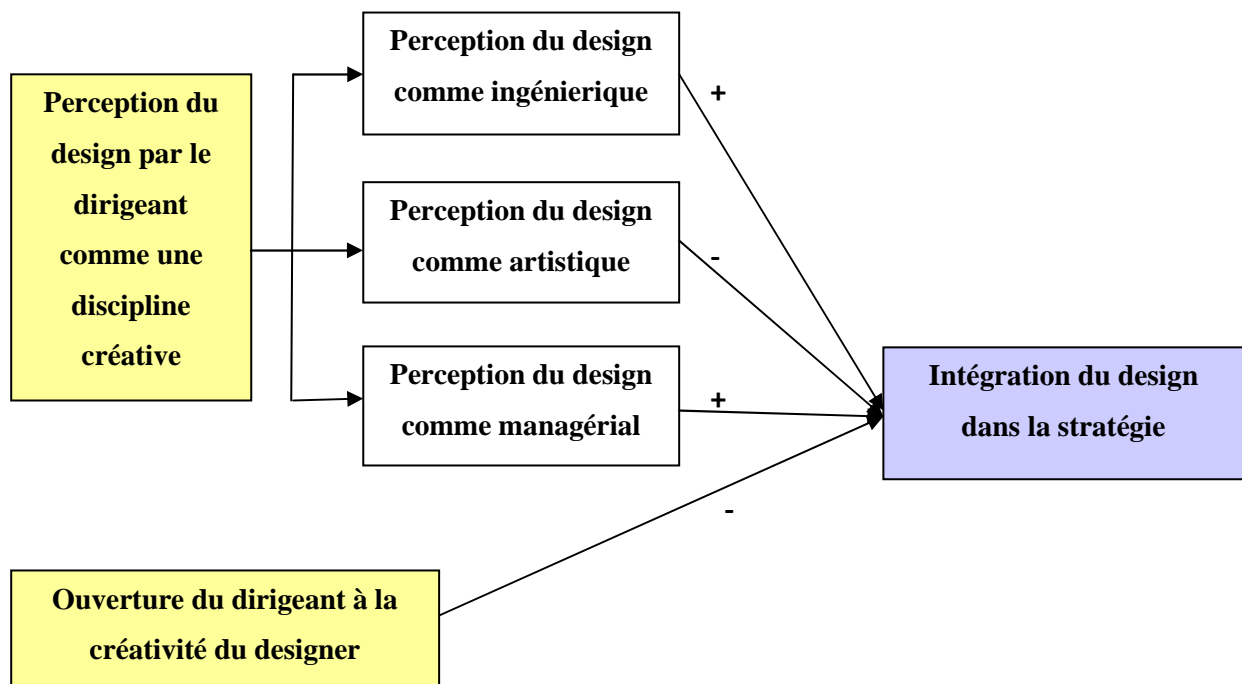 Perception du
design par le
dirigeant
comme une
discipline
créative
Perception du design
comme ingénierique
+
Perception du design
comme artistique
-
Perception du design
comme managérial
+
Intégration du design
dans la stratégie
-
Ouverture du dirigeant à la
créativité du designer